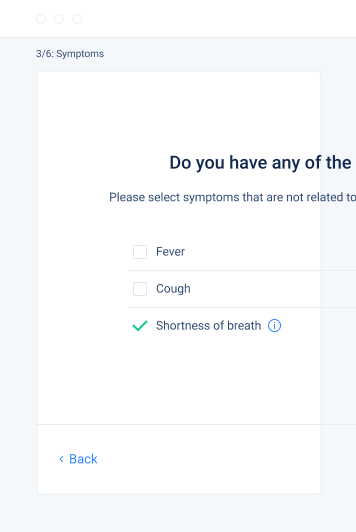 3/6: Symptoms
Do you have any of the
Please select symptoms that are not related to
Fever
Cough
Shortness of breath
Back